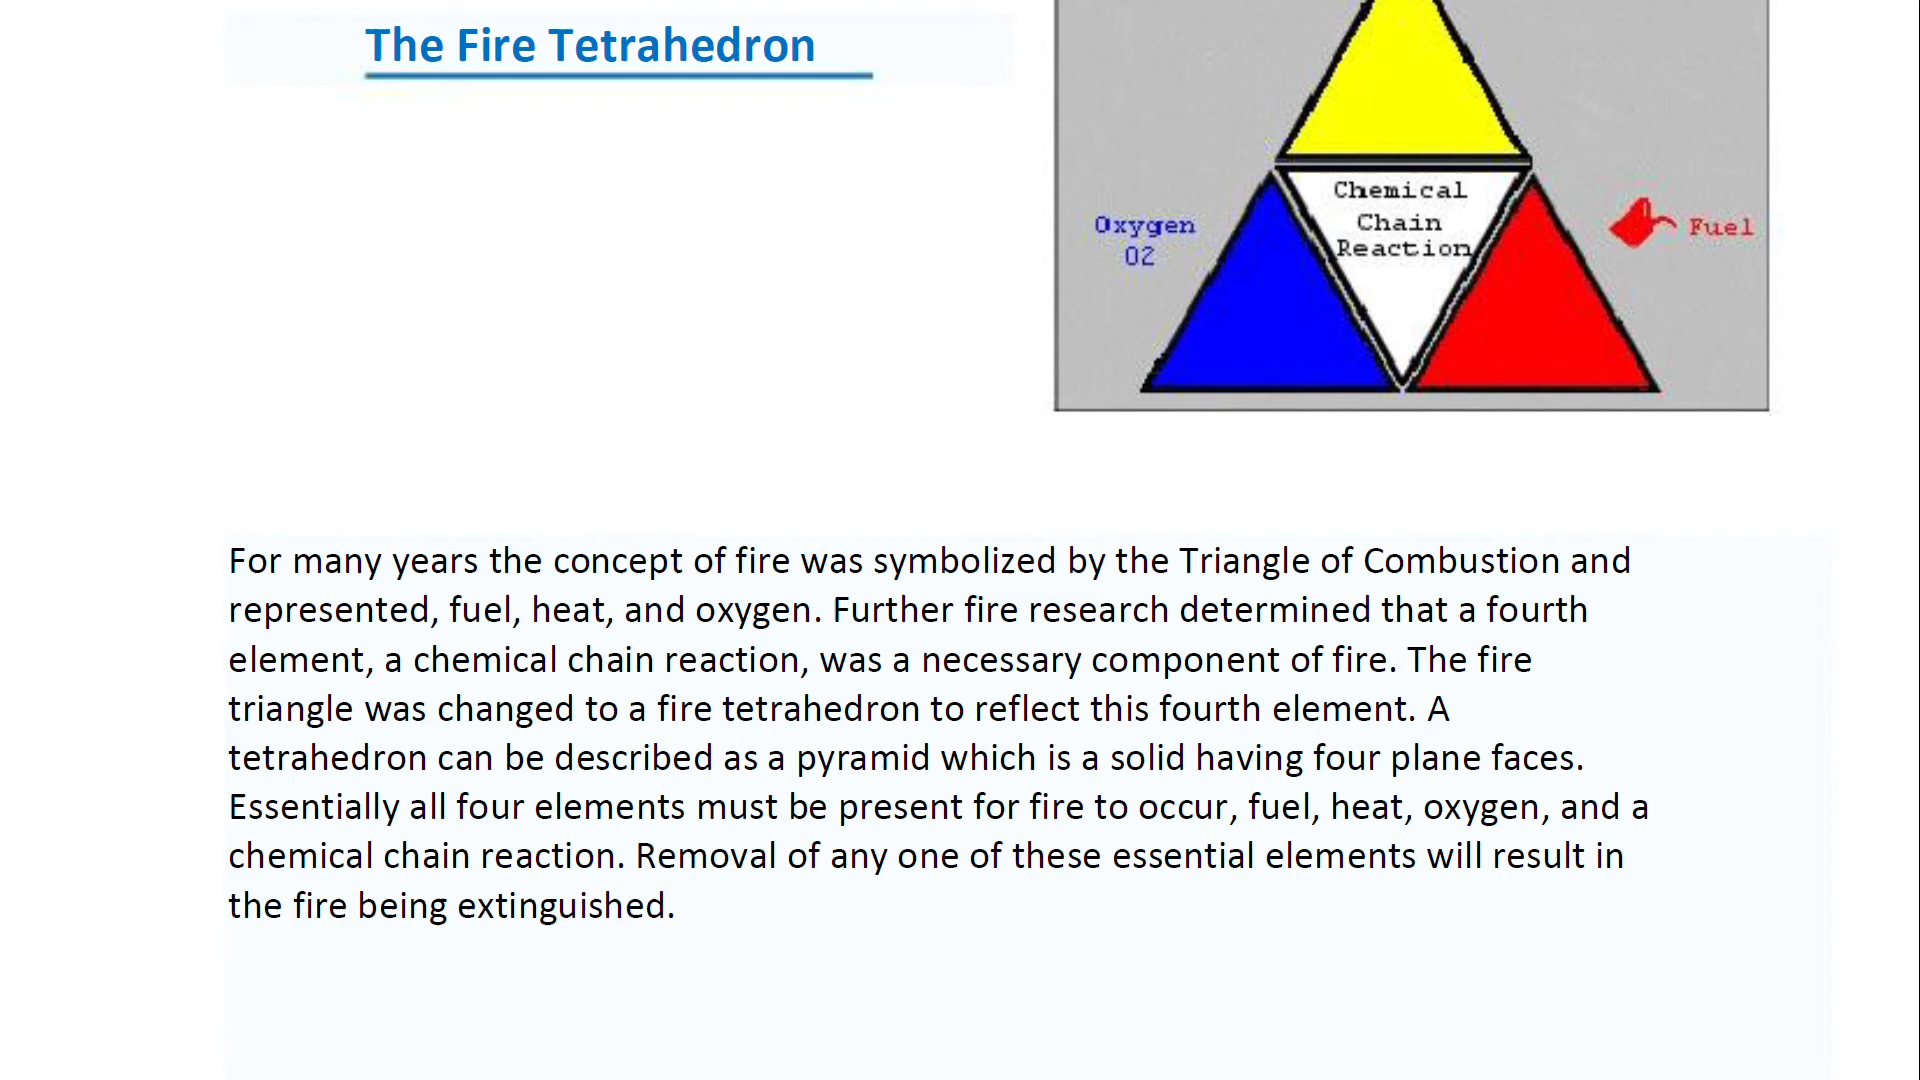 The Fire Tetrahedron
Chemical
Chain
Reaction
Oxygen
O2
Fuel
For many years the concept of fire was symbolized by the Triangle of Combustion and
represented, fuel, heat, and oxygen. Further fire research determined that a fourth
element, a chemical chain reaction, was a necessary component of fire. The fire
triangle was changed to a fire tetrahedron to reflect this fourth element. A
tetrahedron can be described as a pyramid which is a solid having four plane faces.
Essentially all four elements must be present for fire to occur, fuel, heat, oxygen, and a
chemical chain reaction. Removal of any one of these essential elements will result in
the fire being extinguished.